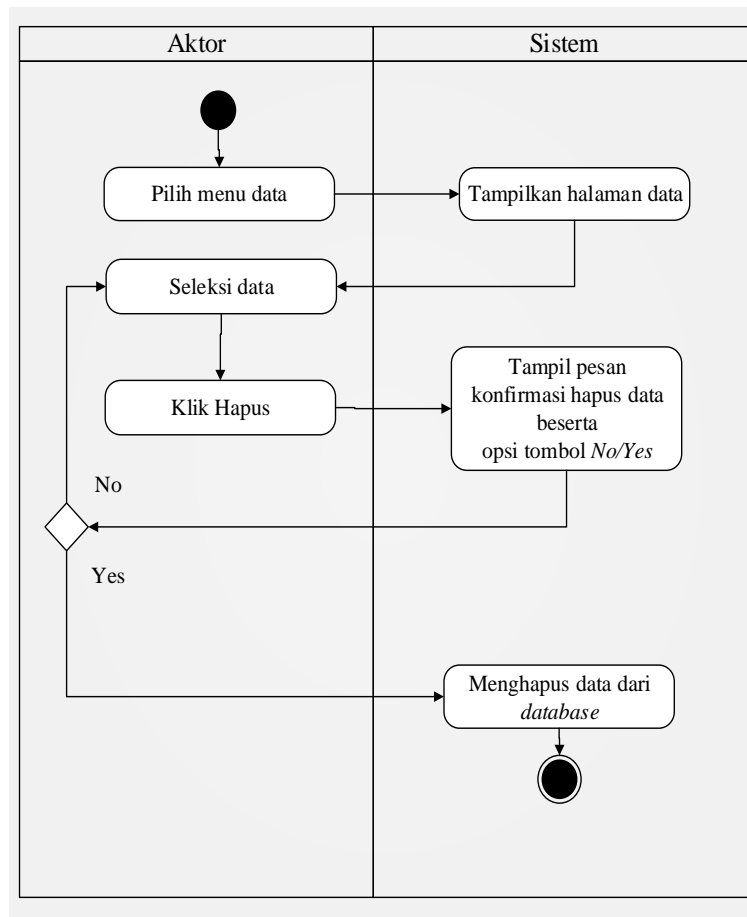 Aktor
Sistem
Pilih menu data
Tampilkan halaman data
Seleksi data
Klik Hapus
Tampil pesan
konfirmasi hapus data
beserta
opsi tombol No/Yes
No
Yes
Menghapus data dari
database